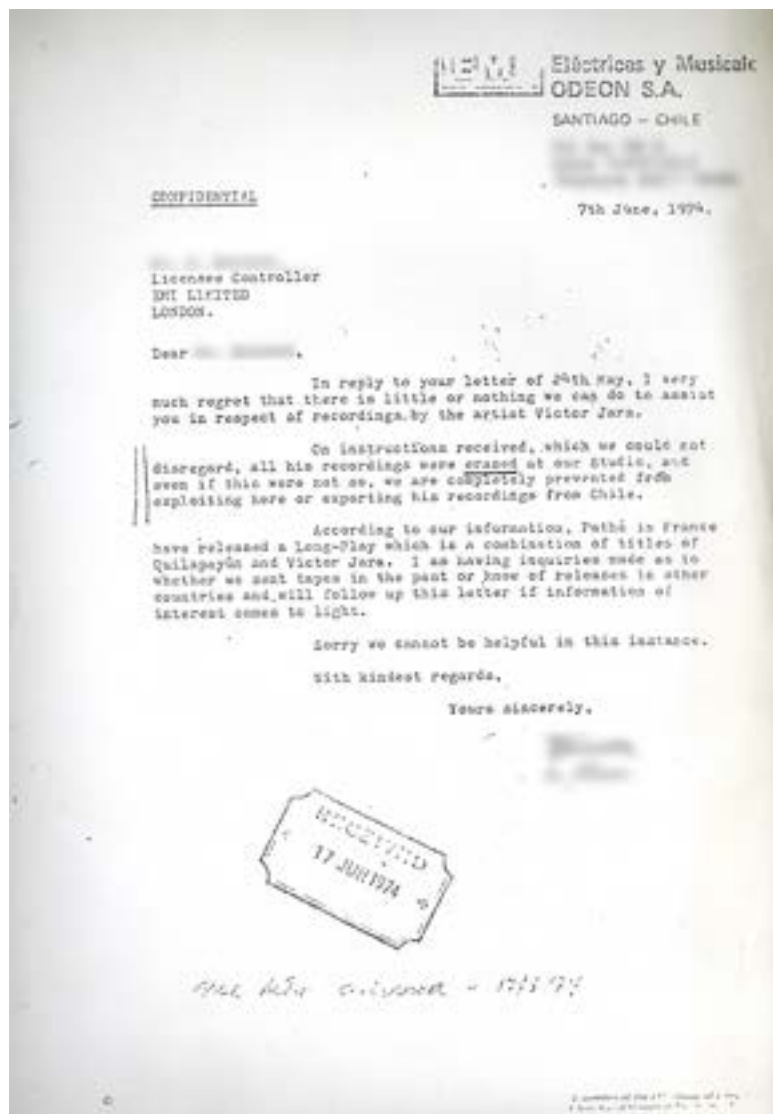 Eléctricos y Musicale
ODEON S.A.
SANTIAGO - CHILE
CONFIDENTIAL
7th June, 1974.
Licensee Controller
EMI LIMITED
LONDON.
Dear
In reply to your letter of 24th May, I very
much regret that there is little or nothing we can do to assist
you in respect of recordings by the artist Victor Jara.
On instructions received, which we could not
disregard, all his recordings were erased at our Studio, and
even if this were not so, we are completely prevented from
exploiting here or exporting his recordings from Chile.
According to our information, Pathé in France
have released a Long-Play which is a combination of titles of
Quilapayún and Victor Jara. I am having inquiries made as to
whether we sent tapes in the past or know of releases in other
countries and will follow up this letter if information of
interest comes to light.
Sorry we cannot be helpful in this instance.
With kindest regards,
Yours sincerely,
RECEIVED
17 JUN 1974